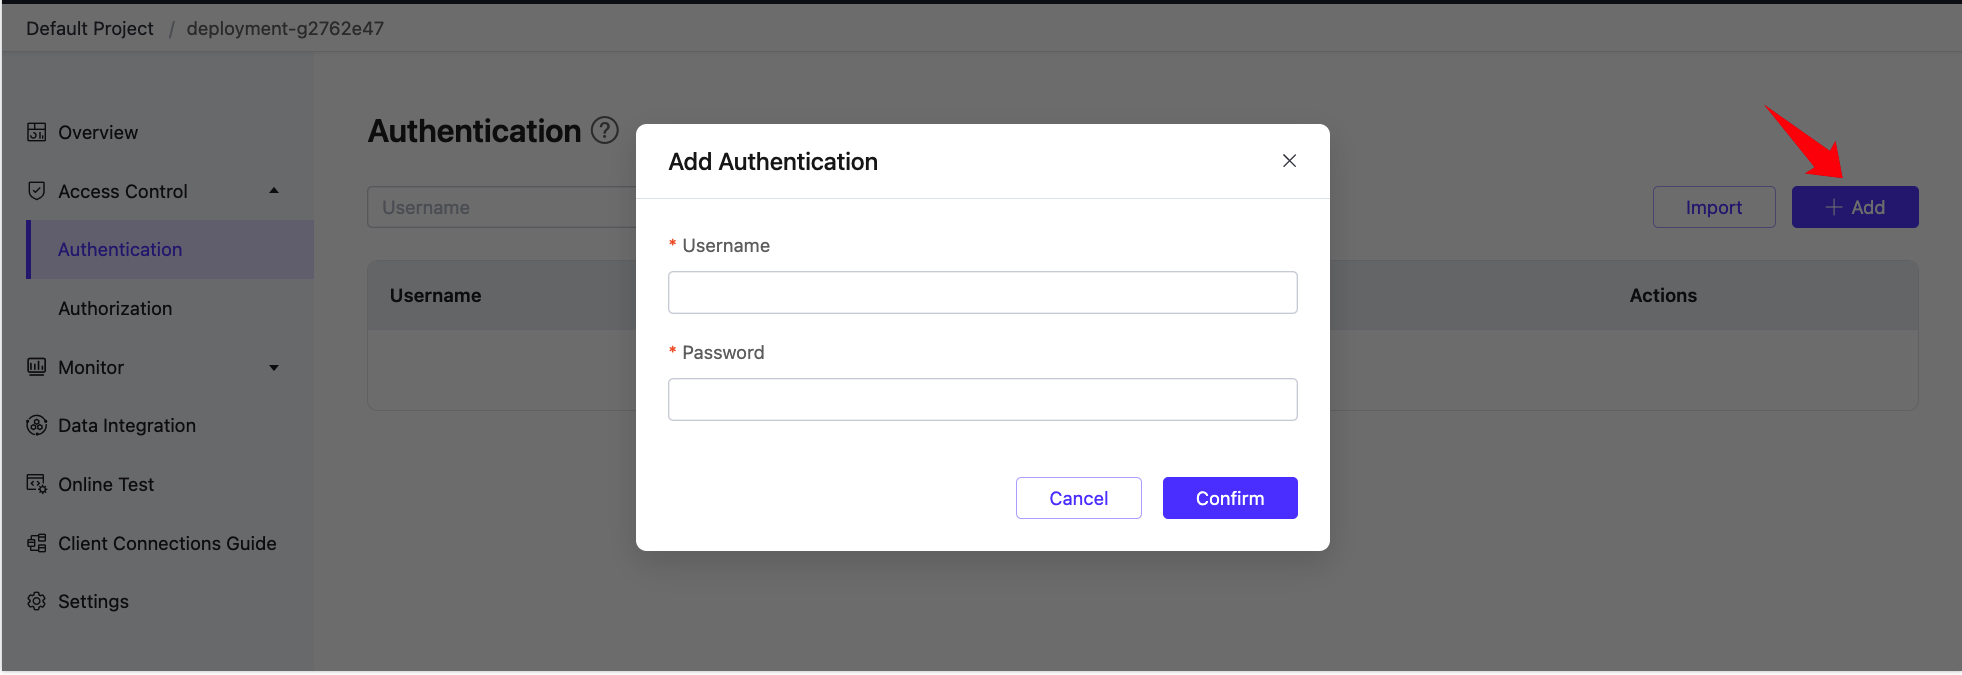 Default Project / deployment-g2762e47
Overview
Access Control
Authentication
Authorization
Monitor
Data Integration
Online Test
Client Connections Guide
Settings
Authentication ?
Username
Import
+ Add
Username
Actions
Add Authentication
* Username
* Password
Cancel
Confirm